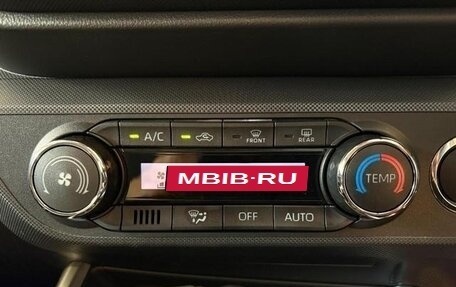 A/C
FRONT
REAR
MBIB-RU
TEMP
OFF
AUTO